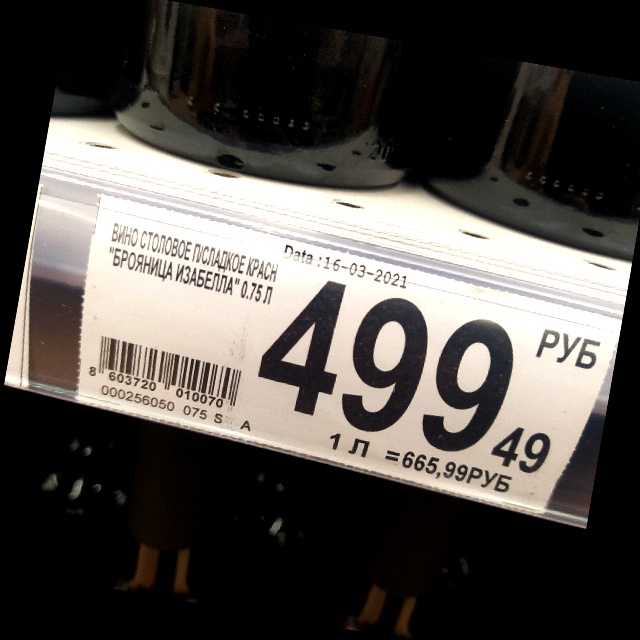 ВИНО СТОЛОВОЕ П\СЛАДКОЕ КРАСН
"БРОЯНИЦА ИЗАБЕЛЛА" 0.75 Л
Data :16-03-2021
499 49 РУБ
8 603720 010070
000256050 075 S A
1 Л =665,99РУБ